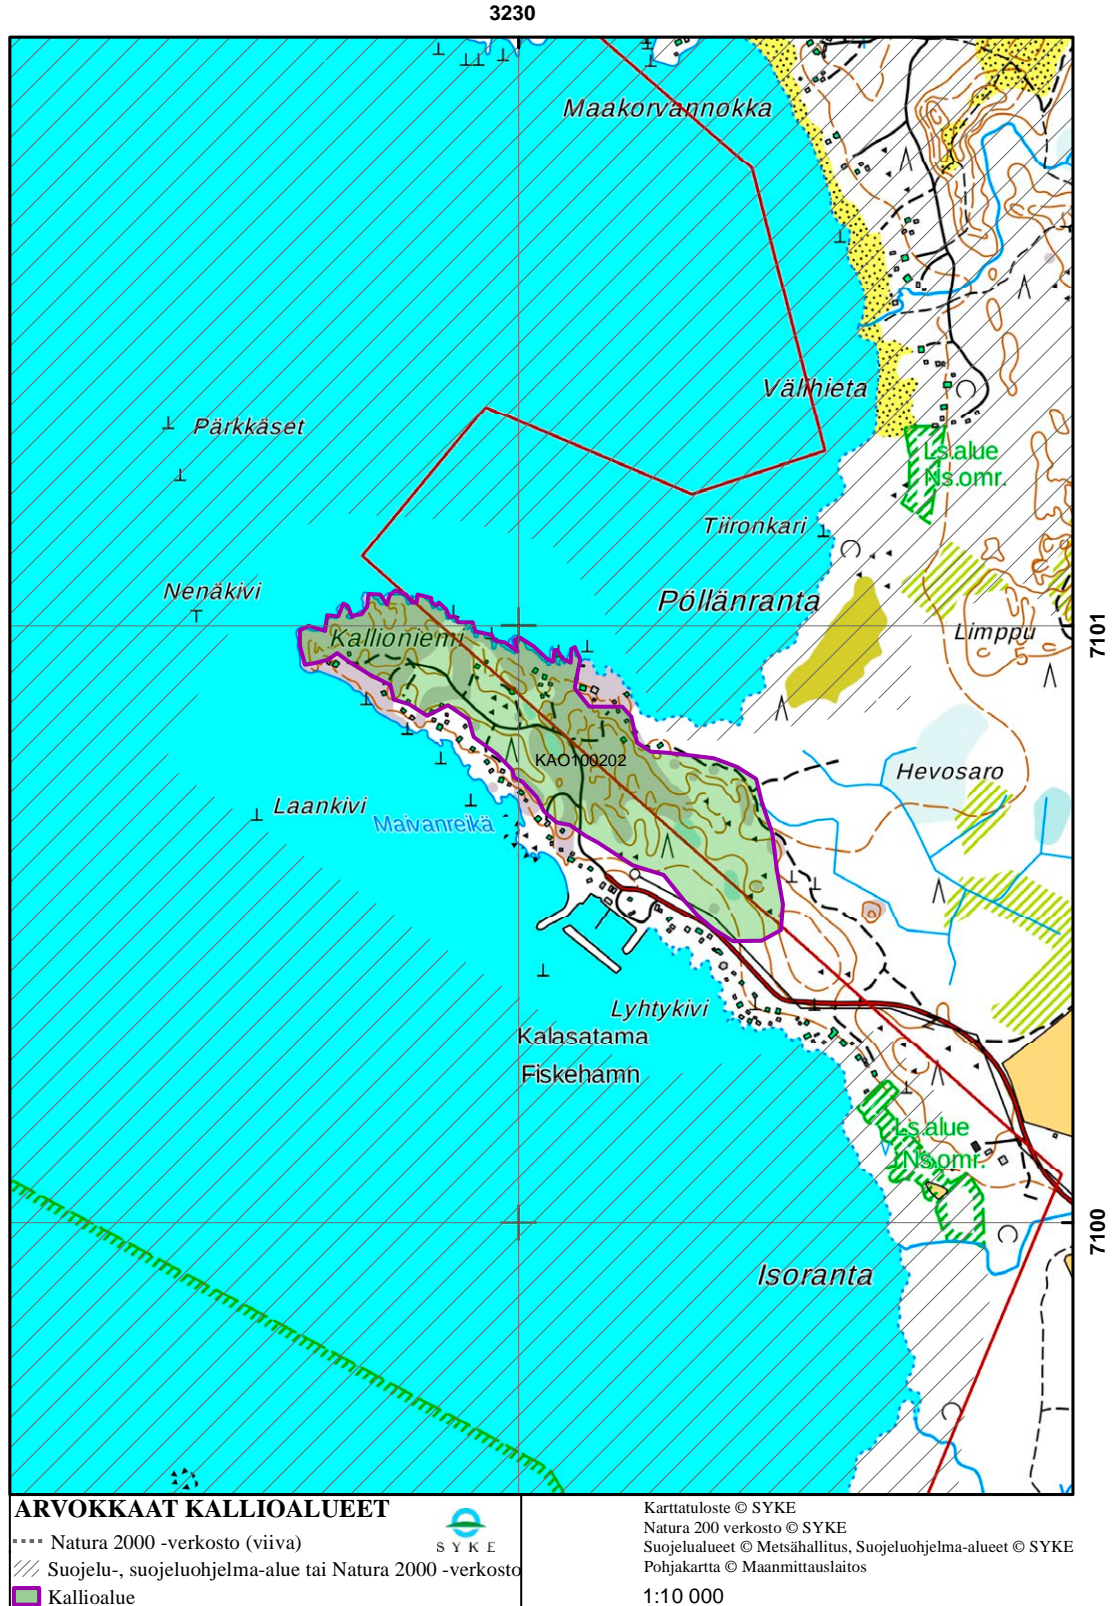 3230
Maakorvannokka
Välihieta
Pärkkäset
Ls.alue
Ns.omr.
Tiironkari
Nenäkivi
Pöllänranta
Kallioniemi
Limppu
5
5
7101
KAO100202
Hevosaro
Laankivi
Maivanreikä
Lyhtykivi
Kalasatama
Fiskehamn
Ls.alue
Ns.omr.
7100
Isoranta
ARVOKKAAT KALLIOALUEET
Natura 2000 -verkosto (viiva)
SYKE
Suojelu-, suojeluohjelma-alue tai Natura 2000 -verkosto
Kallioalue
Karttatuloste © SYKE
Natura 200 verkosto © SYKE
Suojelualueet © Metsähallitus, Suojeluohjelma-alueet © SYKE
Pohjakartta © Maanmittauslaitos
1:10 000